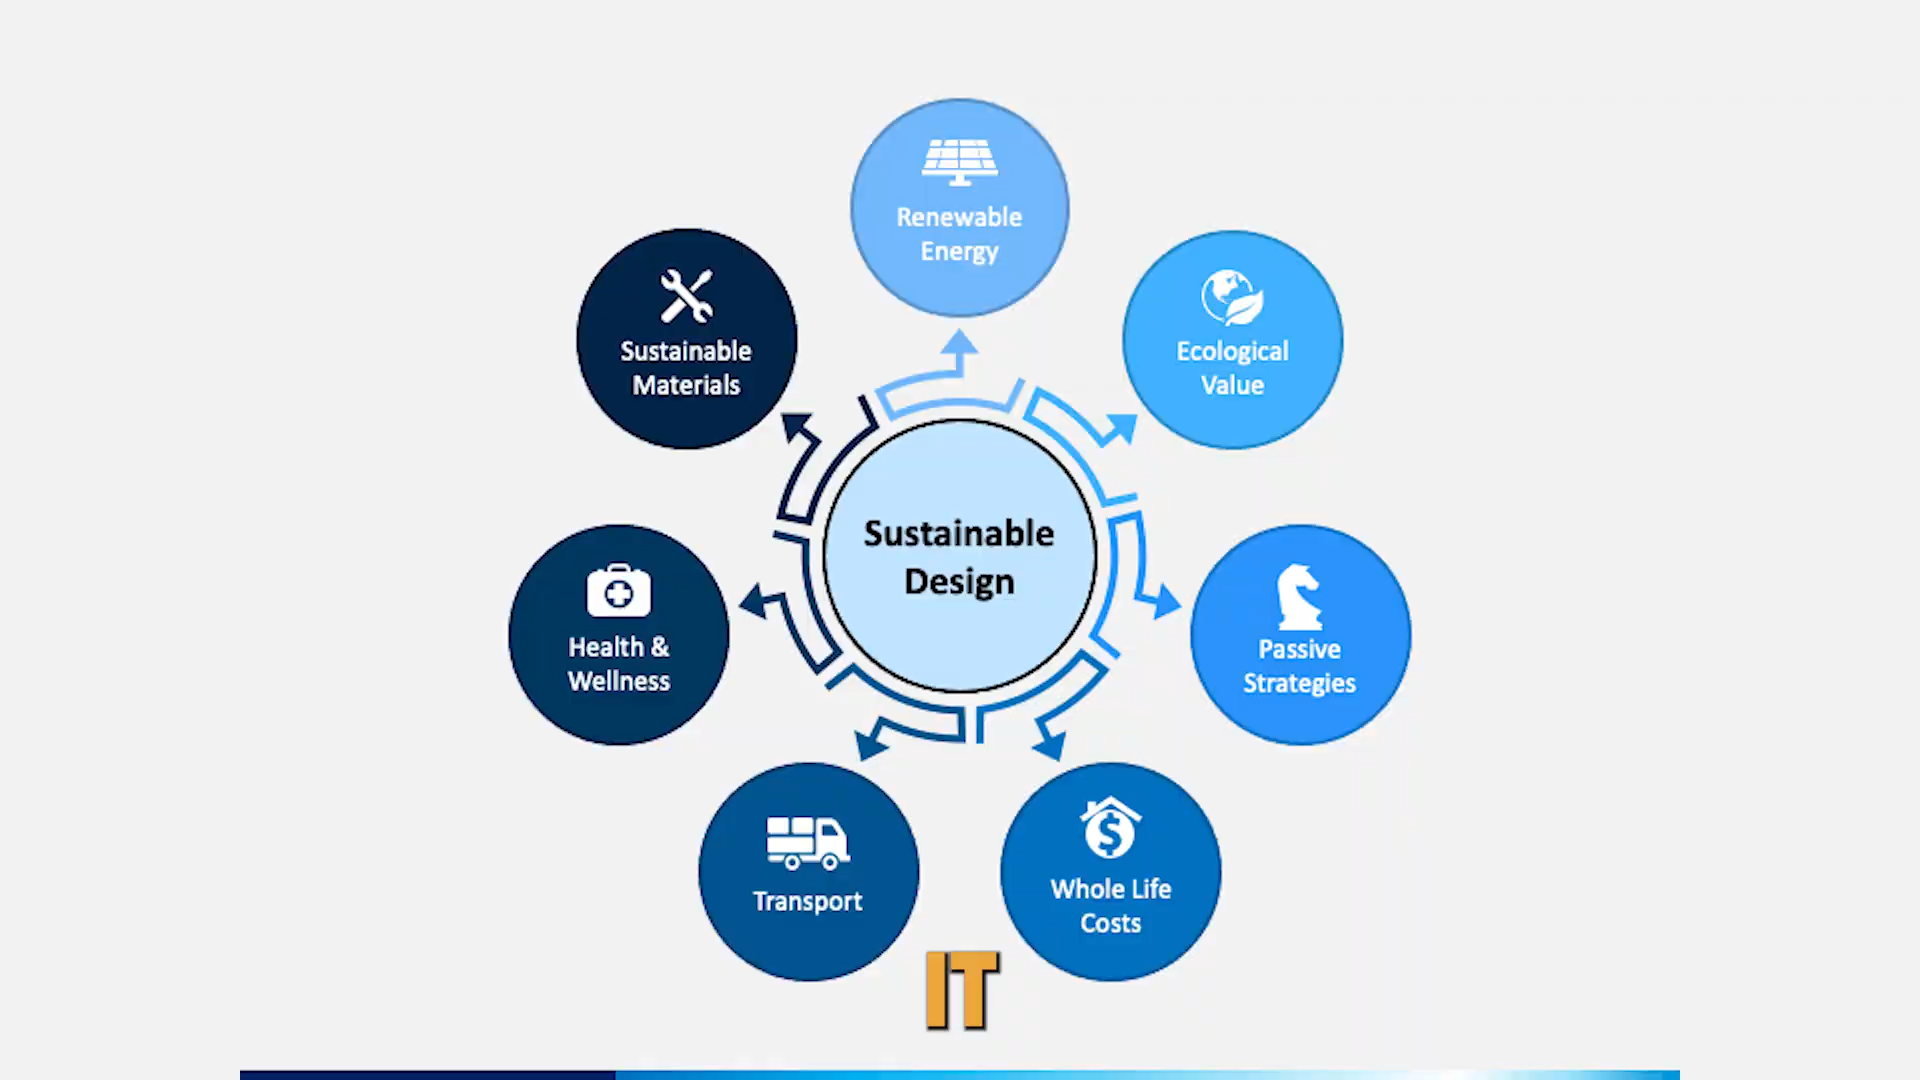 Renewable
Energy
Sustainable
Materials
Ecological
Value
Sustainable
Design
Health &
Wellness
Passive
Strategies
Transport
Whole Life
Costs
IT